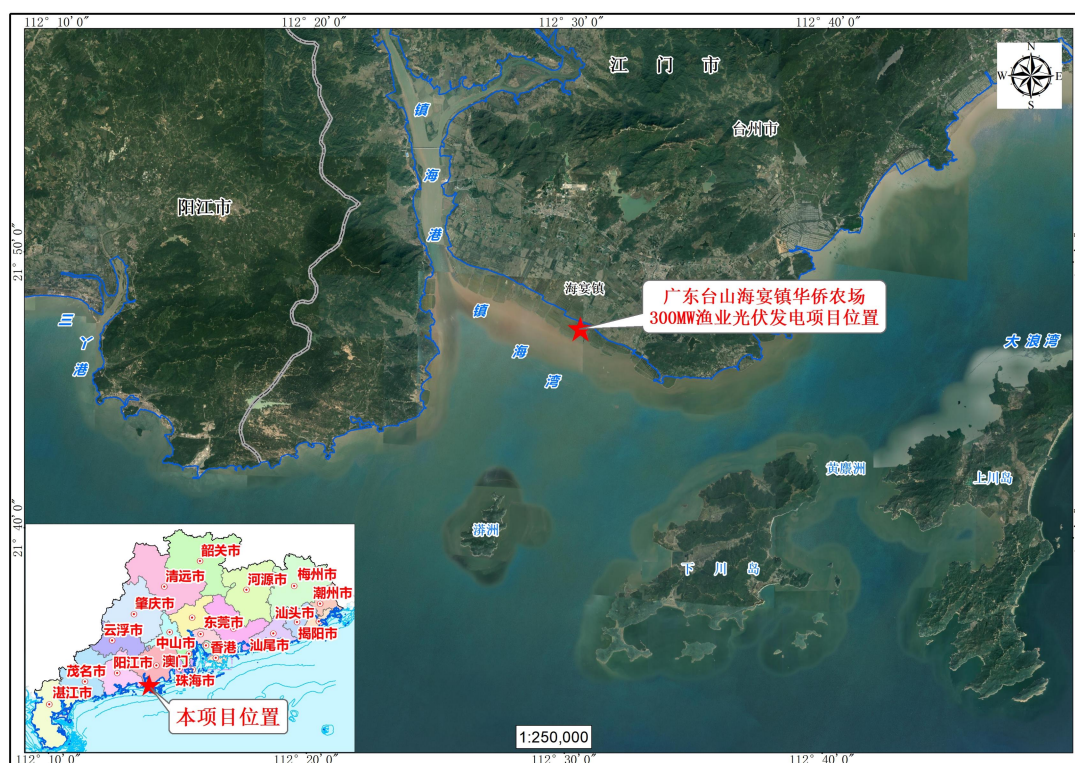 112° 10′0″
112° 20′0″
112° 30′0″
112° 40′0″
N
W
E
S
江 门 市
台州市
镇
海
港
阳江市
21° 50′0″
海宴镇
广东台山海宴镇华侨农场
300MW渔业光伏发电项目位置
镇
海
湾
三
丫
港
大浪湾
黄麖洲
上川岛
漭洲
下 川 岛
21° 40′0″
韶关市
清远市
河源市
梅州市
潮州市
肇庆市
汕头市
东莞市
揭阳市
云浮市
中山市
香港
汕尾市
阳江市
澳门
茂名市
珠海市
湛江市
本项目位置
1:250,000
112° 10′0″
112° 20′0″
112° 30′0″
112° 40′0″